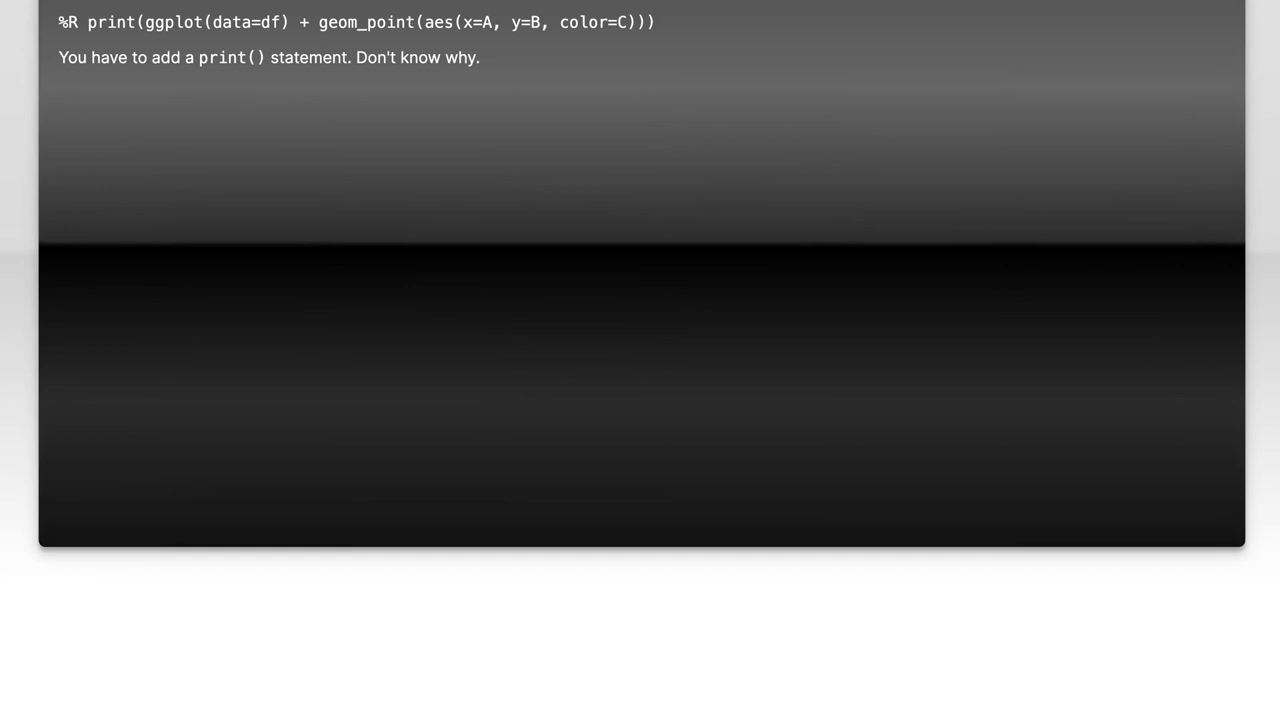 %R print(ggplot(data=df) + geom_point(aes(x=A, y=B, color=C)))
You have to add a print() statement. Don't know why.